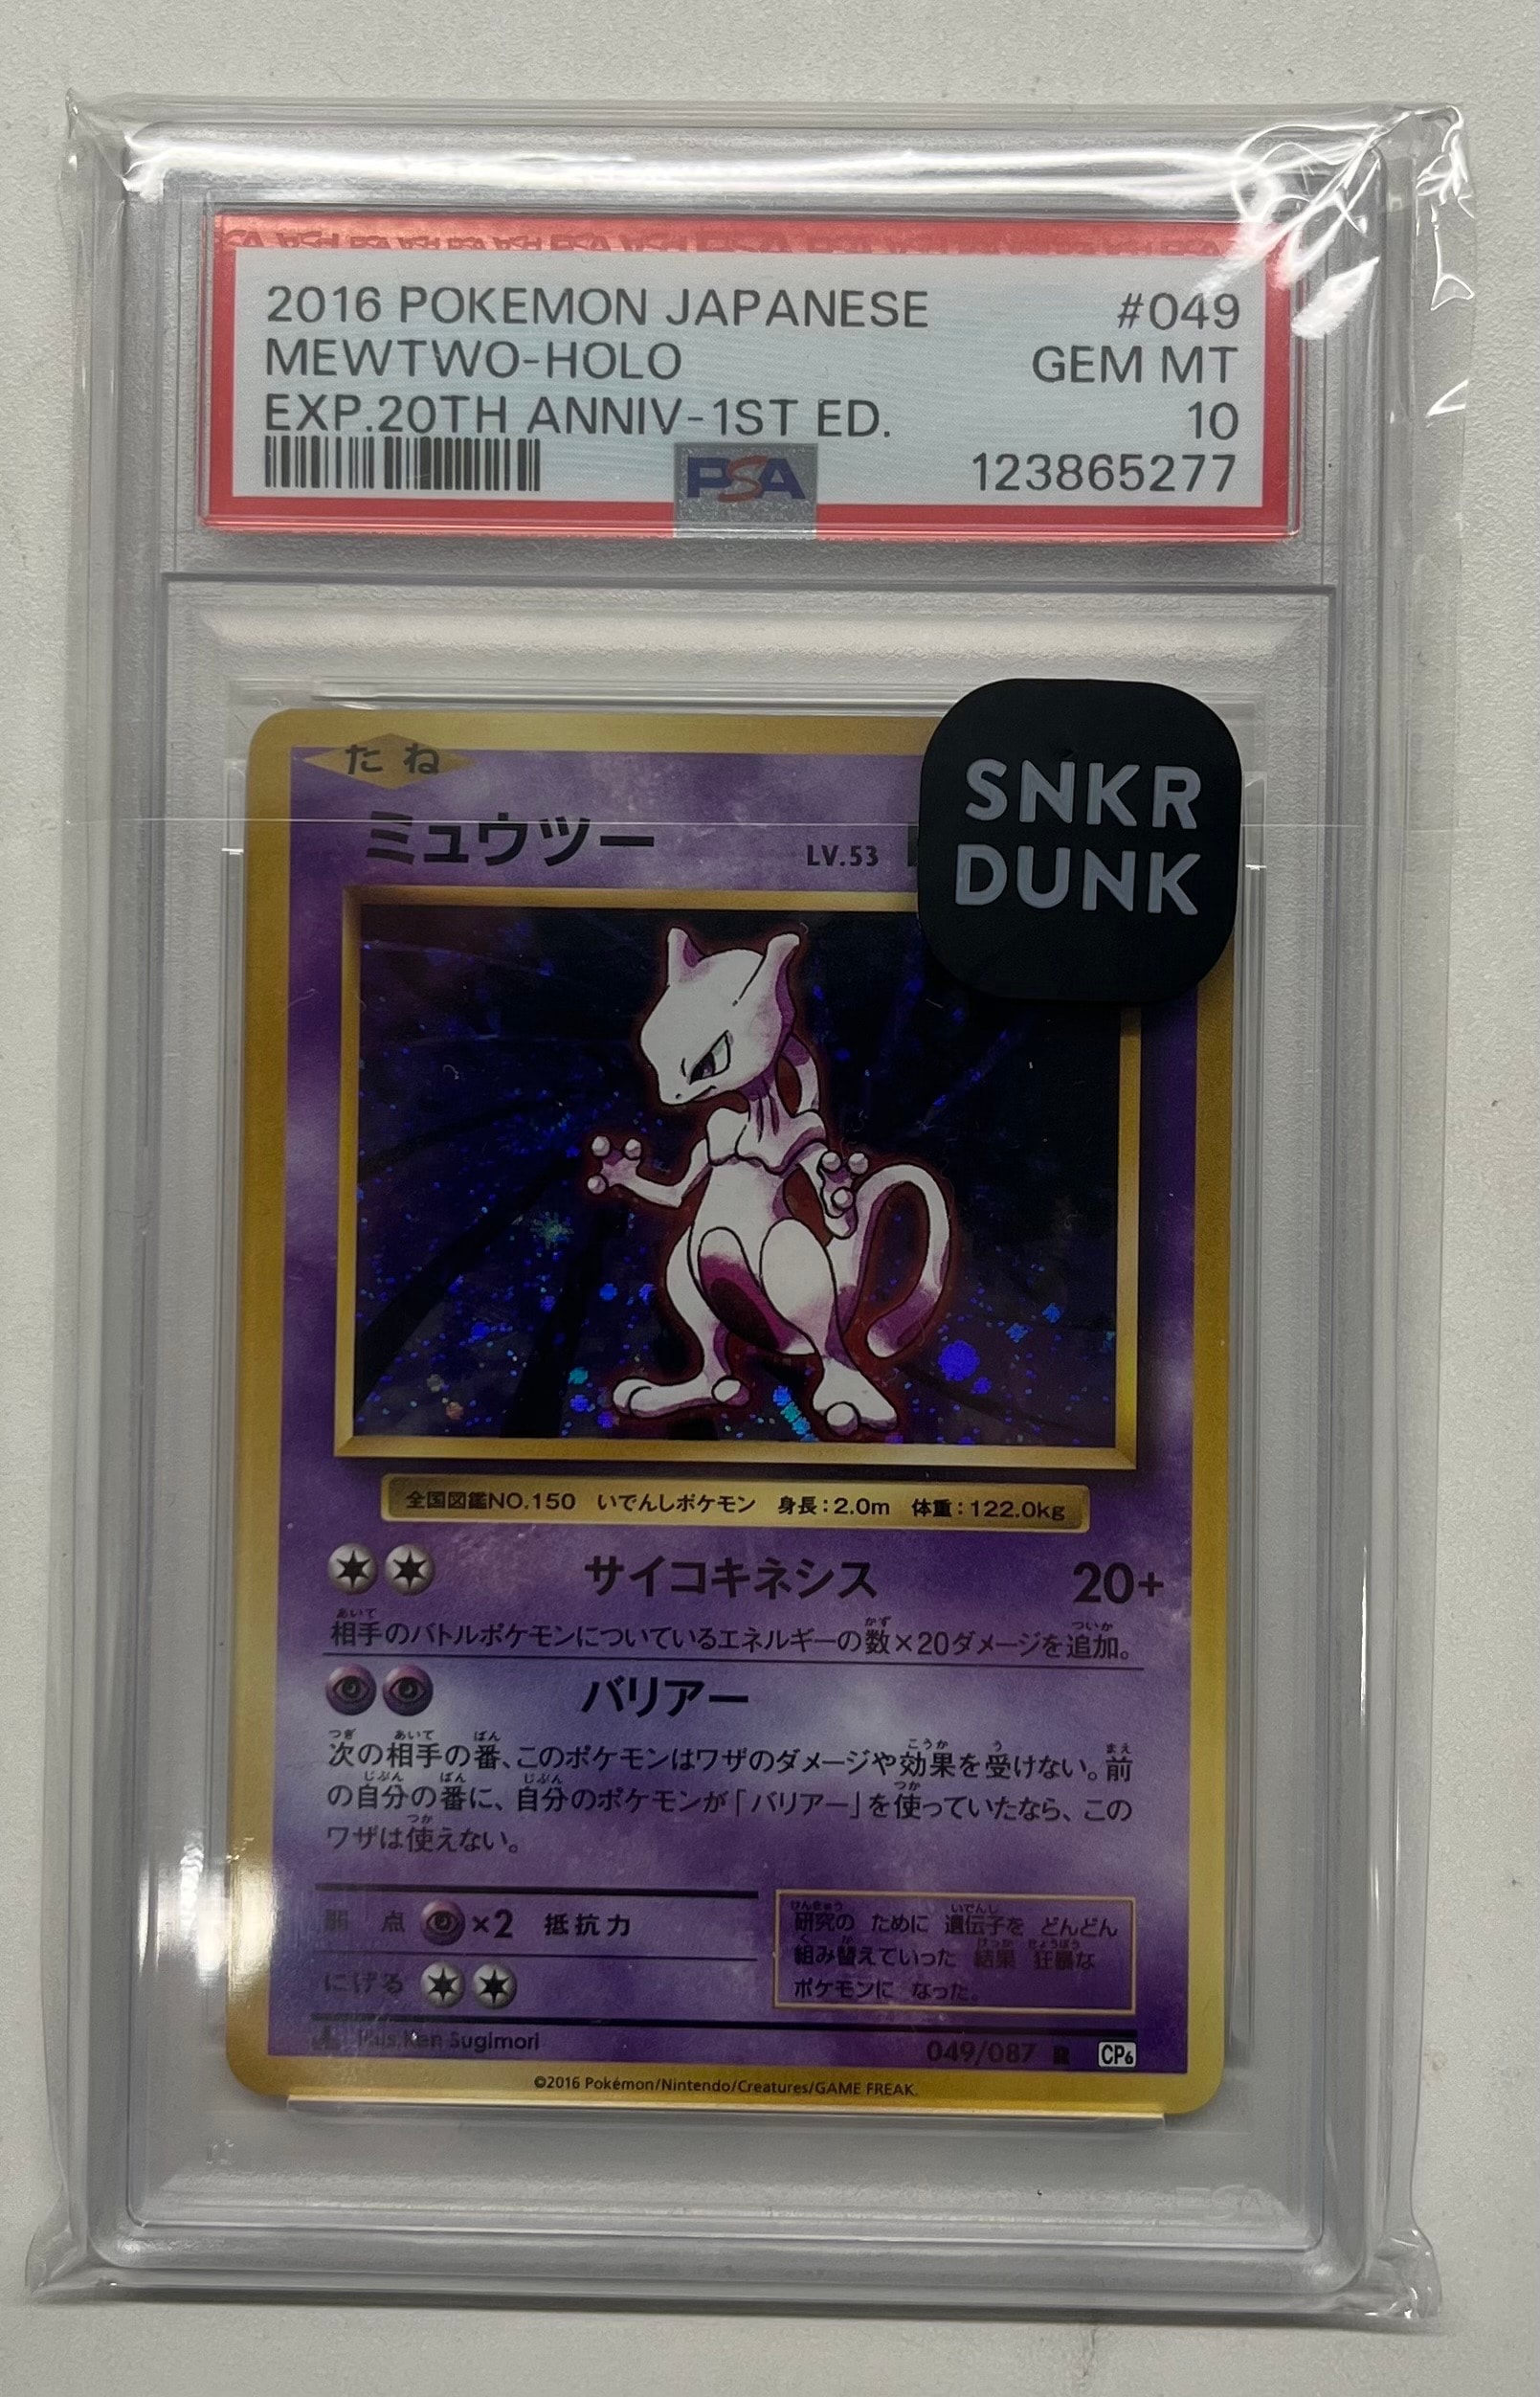 2016 POKEMON JAPANESE #049
MEWTWO-HOLO GEM MT
EXP.20TH ANNIV-1ST ED. 10
PSA 123865277
SNKR
DUNK
たね
ミュウツー LV.53
全国図鑑NO.150 いでんしポケモン 身長:2.0m 体重:122.0kg
サイコキネシス 20+
相手のバトルポケモンについているエネルギーの数×20ダメージを追加。
バリアー
次の相手の番、このポケモンはワザのダメージや効果を受けない。前
の自分の番に、自分のポケモンが「バリアー」を使っていたなら、この
ワザは使えない。
弱点 ×2 抵抗力
にげる
研究の ために 遺伝子を どんどん
組み替えていった 結果 狂暴な
ポケモンに なった。
Illus.Ken Sugimori
049/087 R CP6
©2016 Pokémon/Nintendo/Creatures/GAME FREAK.